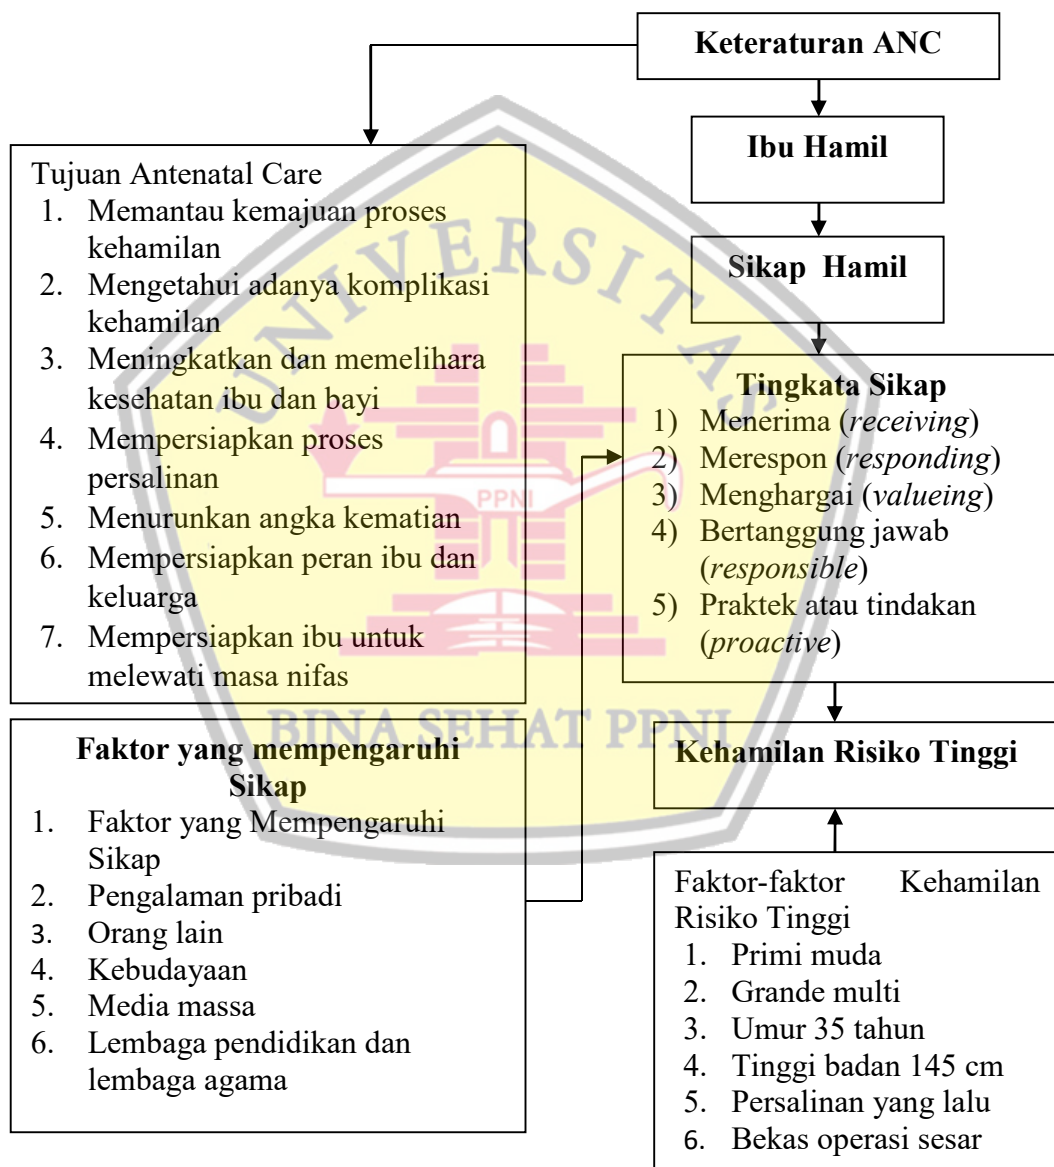 Keteraturan ANC
Ibu Hamil
Sikap Hamil
Tujuan Antenatal Care
1. Memantau kemajuan proses
kehamilan
2. Mengetahui adanya komplikasi
kehamilan
3. Meningkatkan dan memelihara
kesehatan ibu dan bayi
4. Mempersiapkan proses
persalinan
5. Menurunkan angka kematian
6. Mempersiapkan peran ibu dan
keluarga
7. Mempersiapkan ibu untuk
melewati masa nifas
Tingkata Sikap
1) Menerima (receiving)
2) Merespon (responding)
3) Menghargai (valueing)
4) Bertanggung jawab
(responsible)
5) Praktek atau tindakan
(proactive)
Faktor yang mempengaruhi
Sikap
1. Faktor yang Mempengaruhi
Sikap
2. Pengalaman pribadi
3. Orang lain
4. Kebudayaan
5. Media massa
6. Lembaga pendidikan dan
lembaga agama
Kehamilan Risiko Tinggi
Faktor-faktor Kehamilan
Risiko Tinggi
1. Primi muda
2. Grande multi
3. Umur 35 tahun
4. Tinggi badan 145 cm
5. Persalinan yang lalu
6. Bekas operasi sesar
UNIVERSITAS
PPNI
BINA SEHAT PPNI